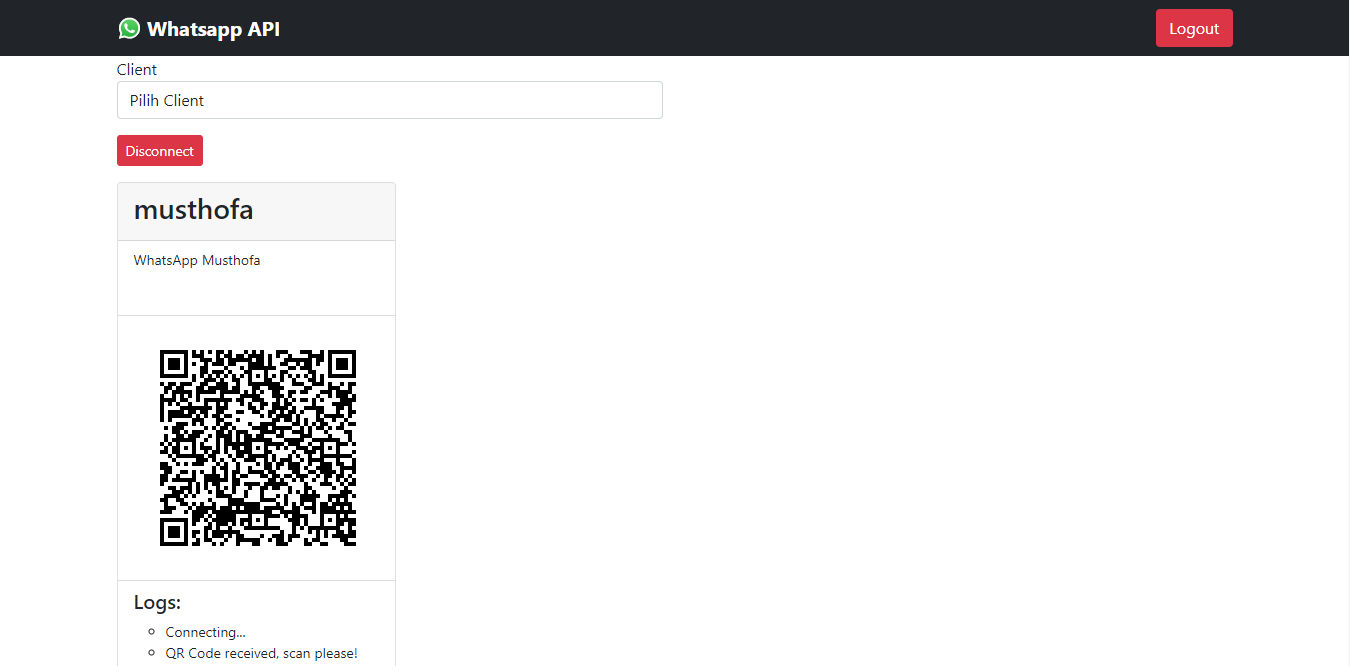 Whatsapp API
Logout
Client
Pilih Client
Disconnect
musthofa
WhatsApp Musthofa
Logs:
Connecting...
QR Code received, scan please!